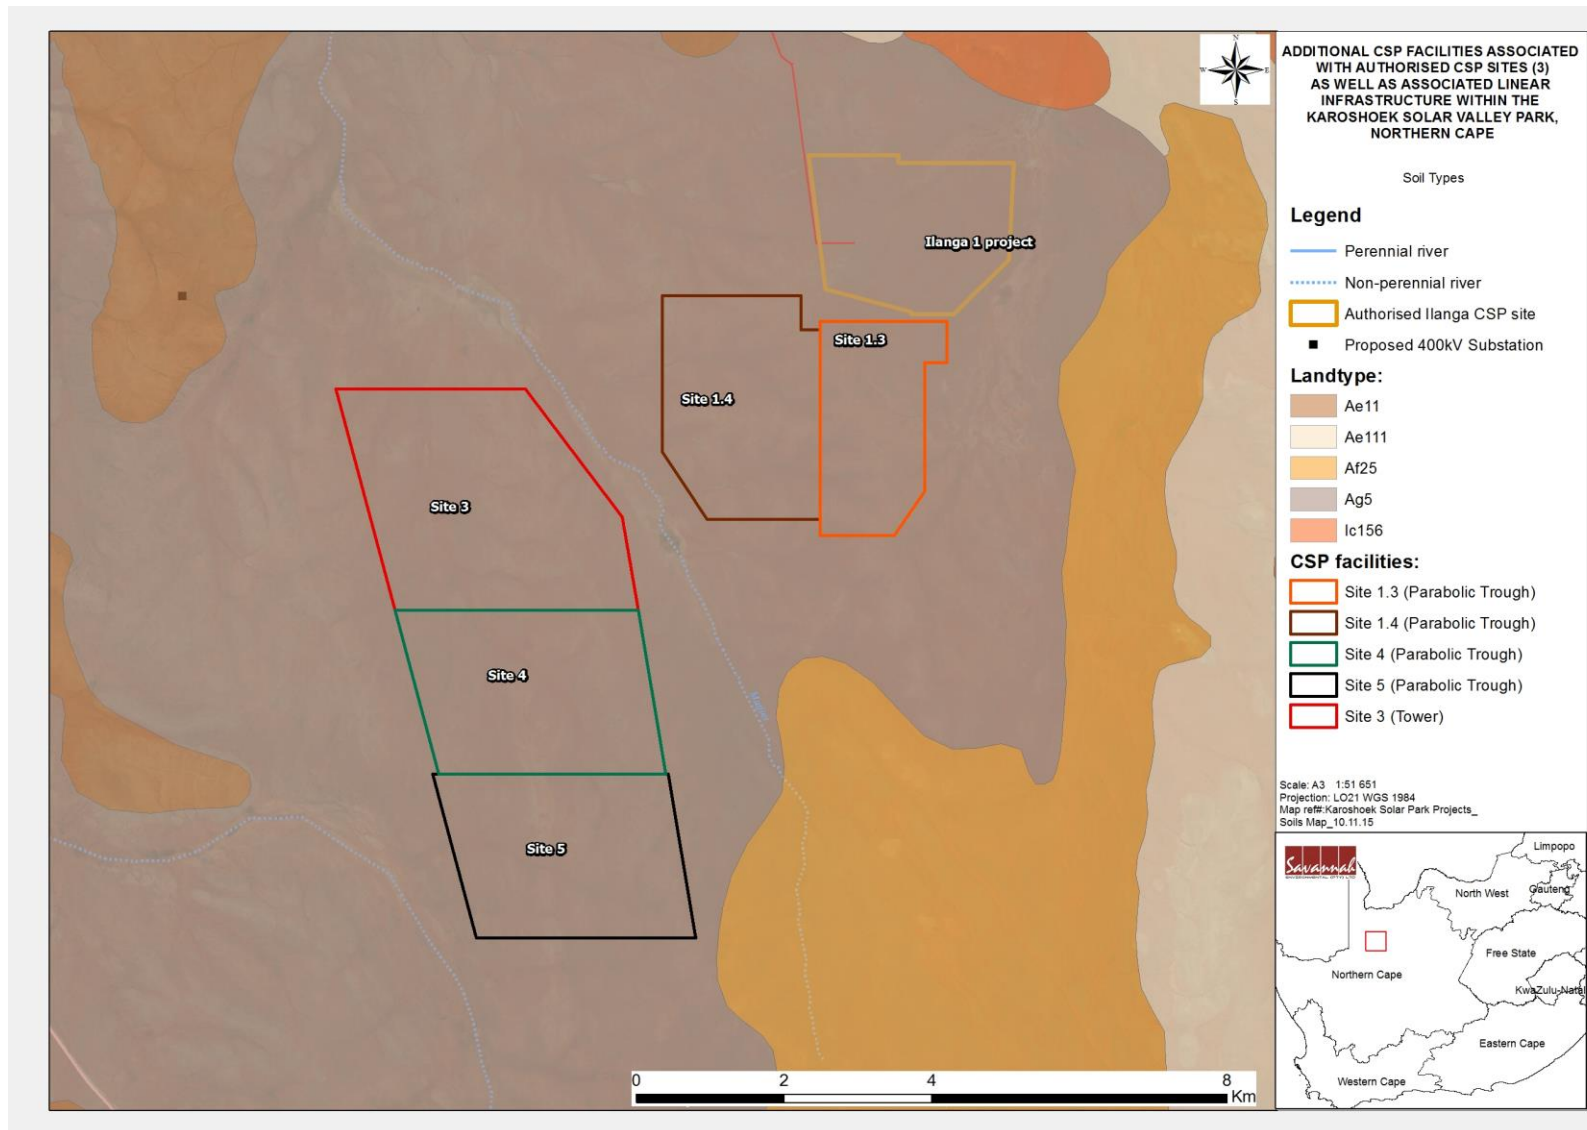 ADDITIONAL CSP FACILITIES ASSOCIATED
WITH AUTHORISED CSP SITES (3)
AS WELL AS ASSOCIATED LINEAR
INFRASTRUCTURE WITHIN THE
KAROSHOEK SOLAR VALLEY PARK,
NORTHERN CAPE
Soil Types
Legend
Perennial river
Non-perennial river
Authorised Ilanga CSP site
Proposed 400kV Substation
Landtype:
Ae11
Ae111
Af25
Ag5
Ic156
CSP facilities:
Site 1.3 (Parabolic Trough)
Site 1.4 (Parabolic Trough)
Site 4 (Parabolic Trough)
Site 5 (Parabolic Trough)
Site 3 (Tower)
Scale: A3 1:51 651
Projection: LO21 WGS 1984
Map ref#:Karoshoek Solar Park Projects_
Soils Map_10.11.15
N
W
E
S
Ilanga 1 project
Site 1.3
Site 1.4
Site 3
Site 4
Site 5
0 2 4 8
Km
Savannah
Limpopo
North West
Gauteng
Free State
Northern Cape
KwaZulu-Natal
Eastern Cape
Western Cape